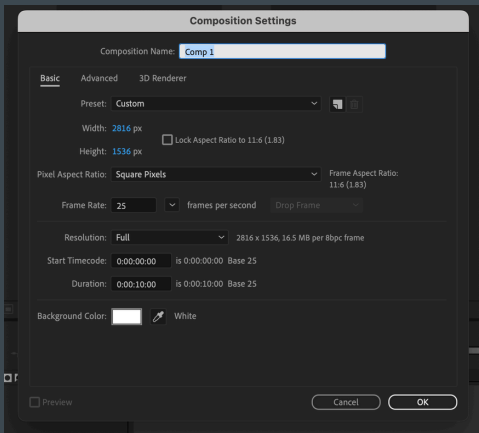 Composition Settings
Composition Name: Comp 1
Basic Advanced 3D Renderer
Preset: Custom
Width: 2816 px
Lock Aspect Ratio to 11:6 (1.83)
Height: 1536 px
Pixel Aspect Ratio: Square Pixels Frame Aspect Ratio:
11:6 (1.83)
Frame Rate: 25 frames per second Drop Frame
Resolution: Full 2816 x 1536, 16.5 MB per 8bpc frame
Start Timecode: 0:00:00:00 is 0:00:00:00 Base 25
Duration: 0:00:10:00 is 0:00:10:00 Base 25
Background Color: White
Preview Cancel OK